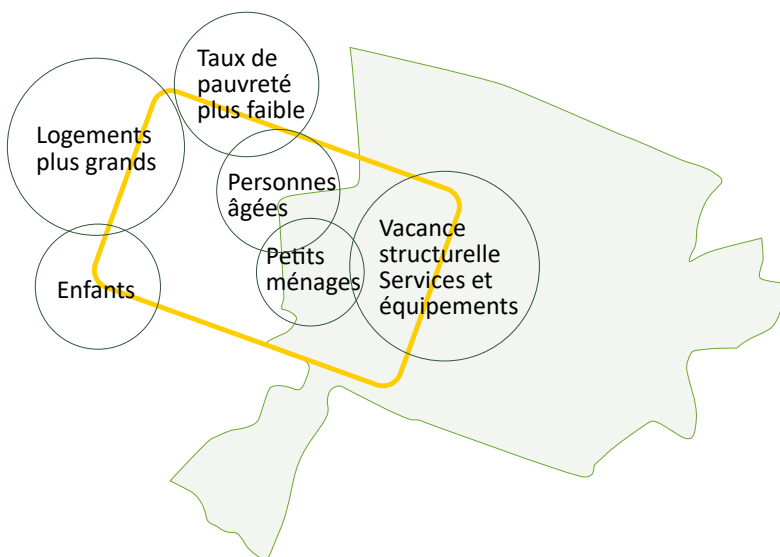 Taux de
pauvreté
plus faible
Logements
plus grands
Personnes
âgées
Petits
ménages
Vacance
structurelle
Services et
équipements
Enfants